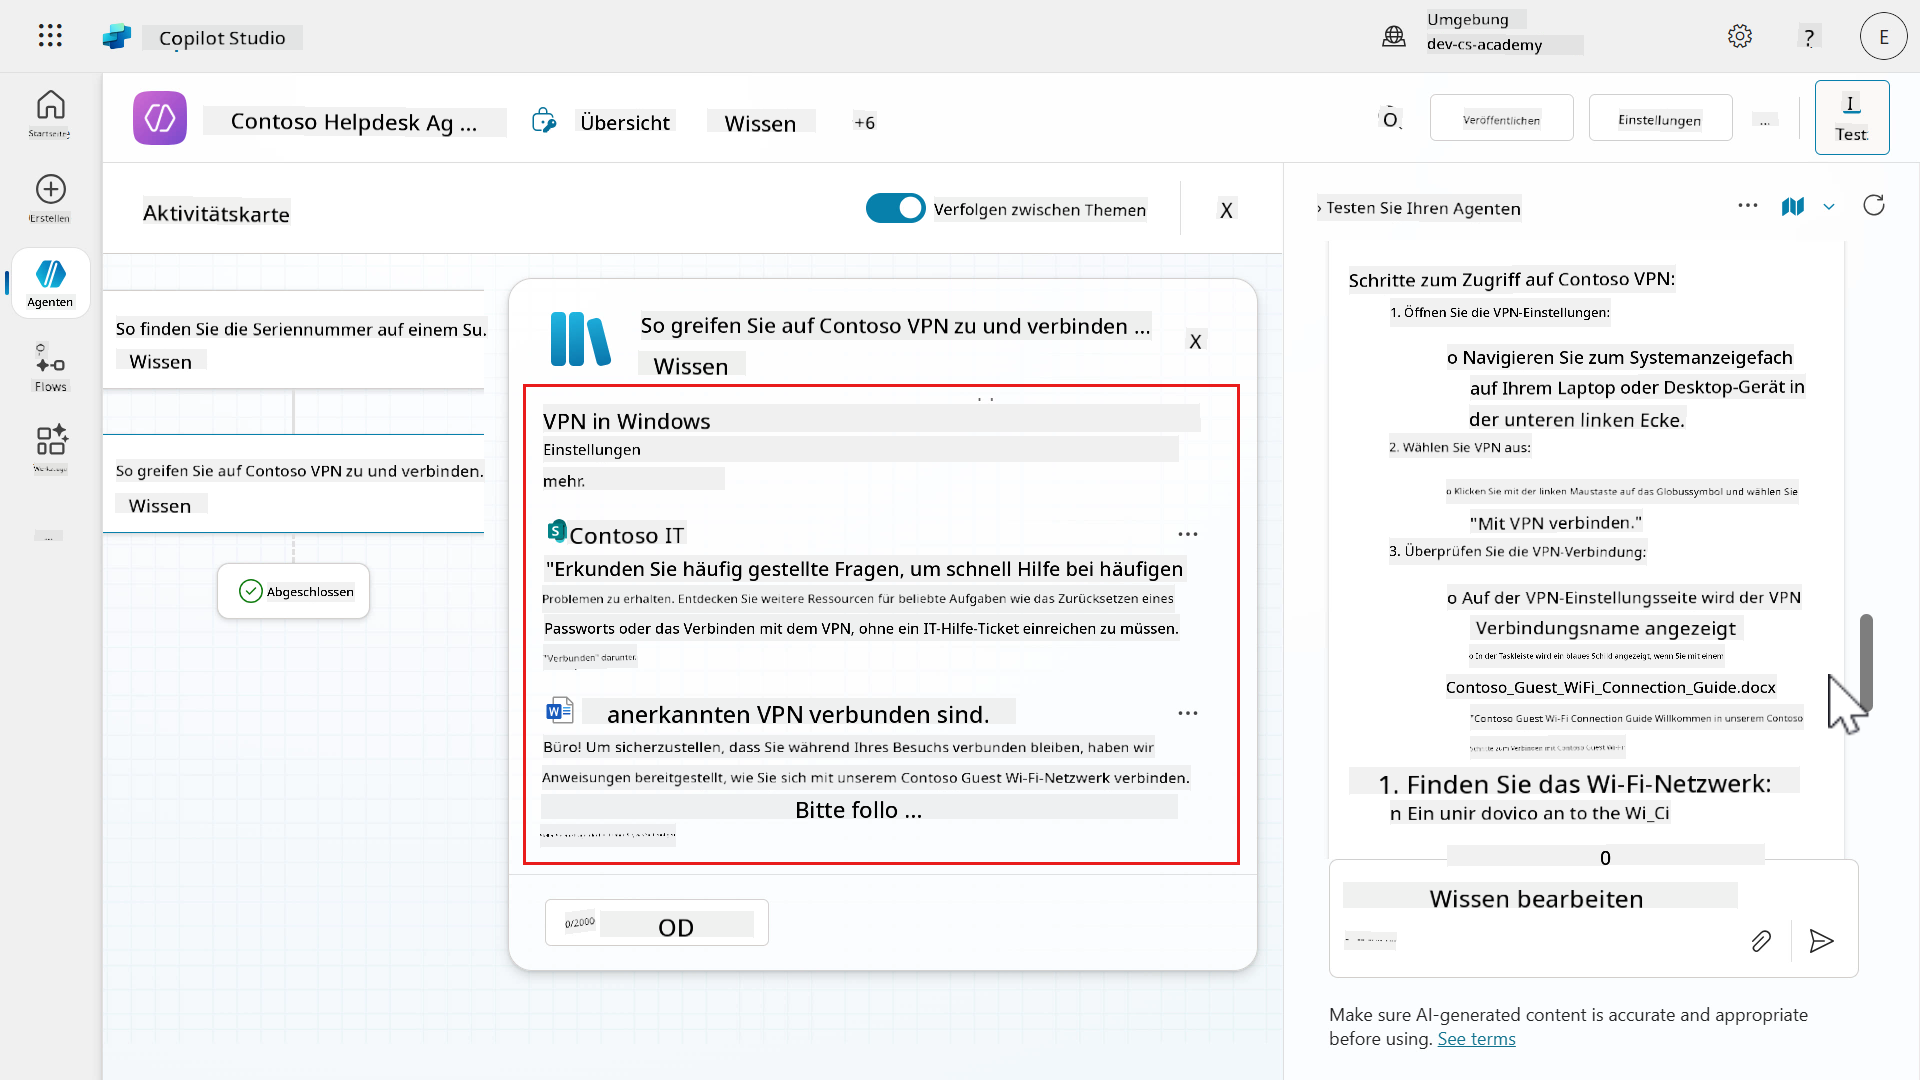 Copilot Studio
Umgebung
dev-cs-academy
?
E
Startseite
Erstellen
Agenten
Flows
...
Contoso Helpdesk Ag ...
Übersicht
Wissen
+6
Veröffentlichen
Einstellungen
...
Test
Aktivitätskarte
Verfolgen zwischen Themen
X
So finden Sie die Seriennummer auf einem Su.
Wissen
So greifen Sie auf Contoso VPN zu und verbinden.
Wissen
Abgeschlossen
So greifen Sie auf Contoso VPN zu und verbinden ...
Wissen
X
VPN in Windows
Einstellungen
mehr.
Contoso IT
"Erkunden Sie häufig gestellte Fragen, um schnell Hilfe bei häufigen
Problemen zu erhalten. Entdecken Sie weitere Ressourcen für beliebte Aufgaben wie das Zurücksetzen eines
Passworts oder das Verbinden mit dem VPN, ohne ein IT-Hilfe-Ticket einreichen zu müssen.
"Verbunden" darunter.
anerkannten VPN verbunden sind.
Büro! Um sicherzustellen, dass Sie während Ihres Besuchs verbunden bleiben, haben wir
Anweisungen bereitgestellt, wie Sie sich mit unserem Contoso Guest Wi-Fi-Netzwerk verbinden.
Bitte follo ...
0/2000
OD
› Testen Sie Ihren Agenten
Schritte zum Zugriff auf Contoso VPN:
1. Öffnen Sie die VPN-Einstellungen:
o Navigieren Sie zum Systemanzeigefach
auf Ihrem Laptop oder Desktop-Gerät in
der unteren linken Ecke.
2. Wählen Sie VPN aus:
o Klicken Sie mit der linken Maustaste auf das Globussymbol und wählen Sie
"Mit VPN verbinden."
3. Überprüfen Sie die VPN-Verbindung:
o Auf der VPN-Einstellungsseite wird der VPN
Verbindungsname angezeigt
o In der Taskleiste wird ein blaues Schild angezeigt, wenn Sie mit einem
Contoso_Guest_WiFi_Connection_Guide.docx
"Contoso Guest Wi-Fi Connection Guide Willkommen in unserem Contoso
Schritte zum Verbinden mit Contoso Guest Wi-Fi
1. Finden Sie das Wi-Fi-Netzwerk:
n Ein unir dovico an to the Wi_Ci
0
Wissen bearbeiten
Make sure AI-generated content is accurate and appropriate
before using. See terms